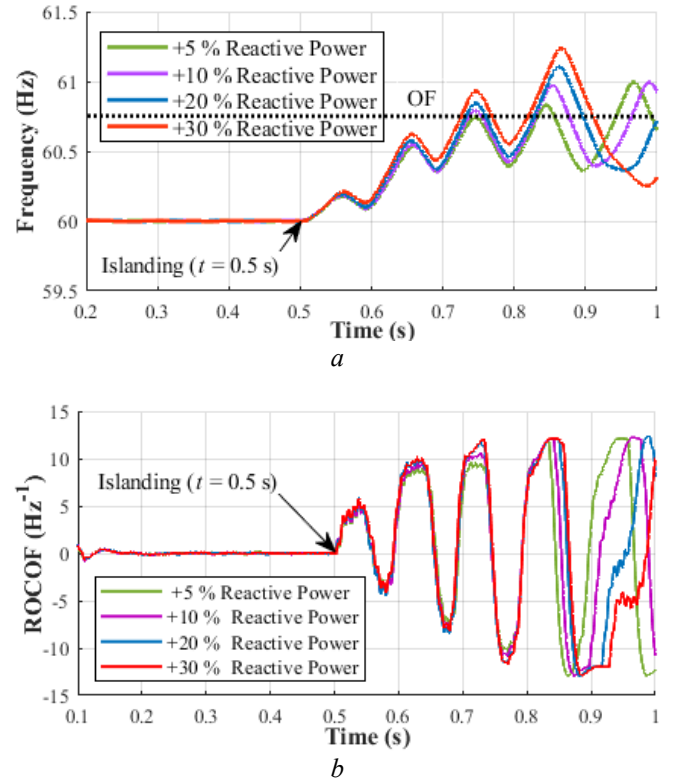 61.5
+5 % Reactive Power
+10 % Reactive Power
+20 % Reactive Power
+30 % Reactive Power
61
OF
60.5
60
Islanding (t = 0.5 s)
59.5
0.2 0.3 0.4 0.5 0.6 0.7 0.8 0.9 1
Frequency (Hz)
Time (s)
a
15
10
Islanding (t = 0.5 s)
5
0
+5 % Reactive Power
+10 % Reactive Power
+20 % Reactive Power
+30 % Reactive Power
-5
-10
-15
0.1 0.2 0.3 0.4 0.5 0.6 0.7 0.8 0.9 1
ROCOF (Hz-1)
Time (s)
b